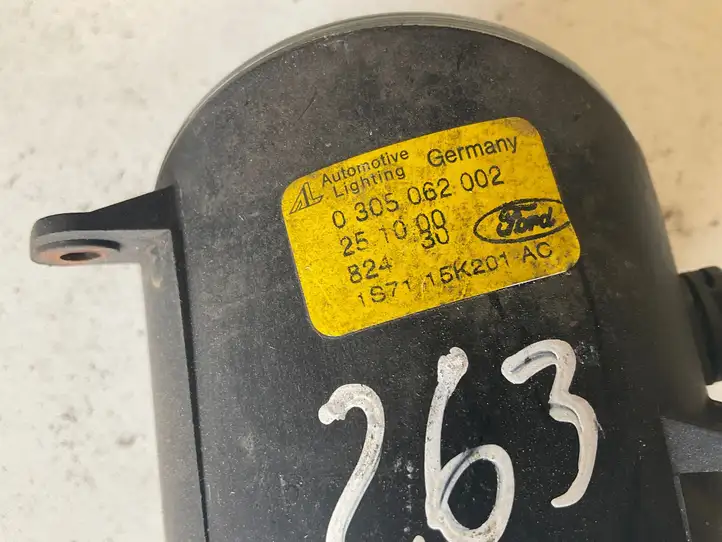 AL Automotive Lighting Germany
0 305 062 002
25 10 00
824 30 Ford
1S71 15K201 AC
263